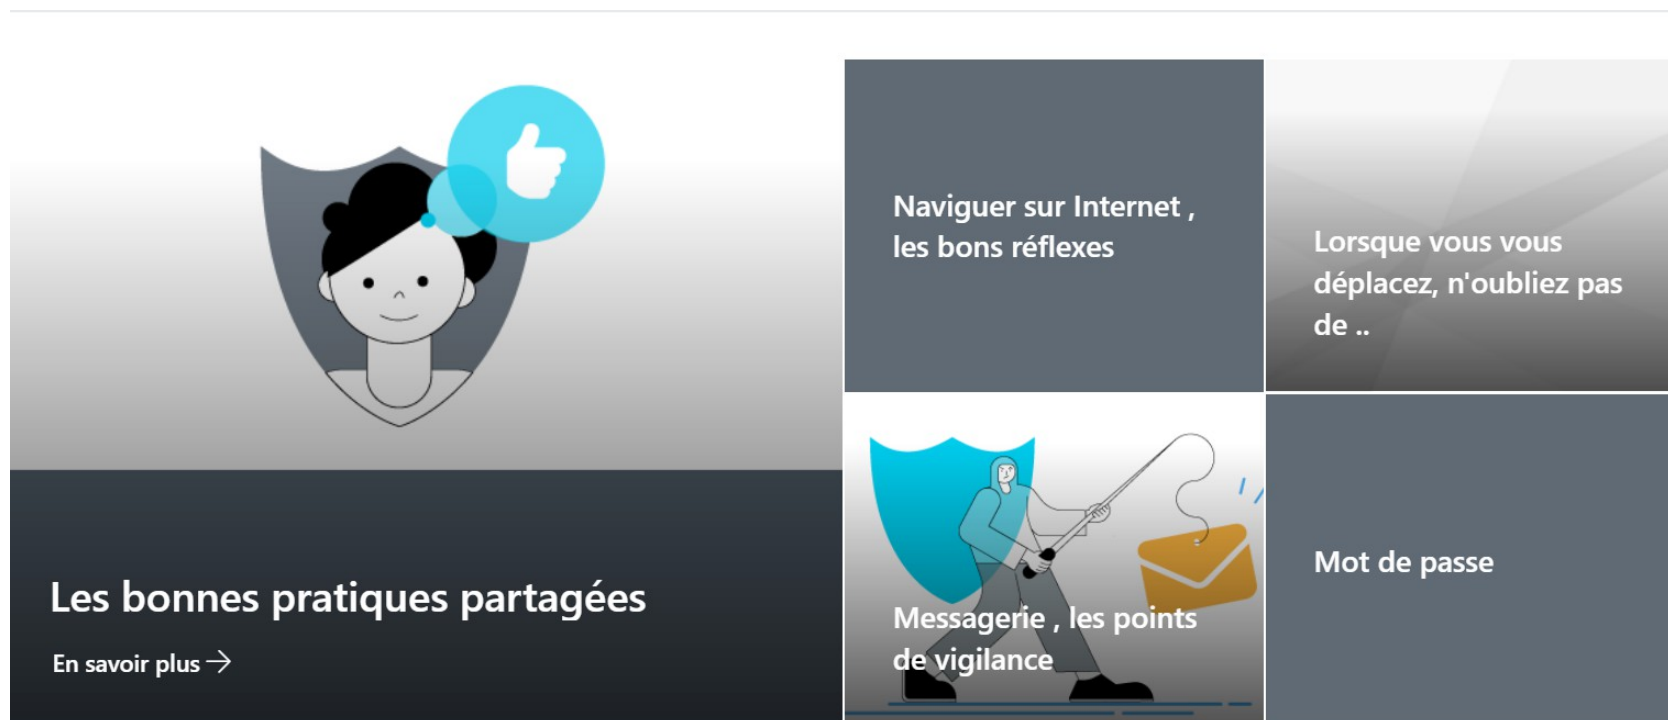 Les bonnes pratiques partagées
En savoir plus
Naviguer sur Internet ,
les bons réflexes
Lorsque vous vous
déplacez, n'oubliez pas
de ..
Messagerie , les points
de vigilance
Mot de passe